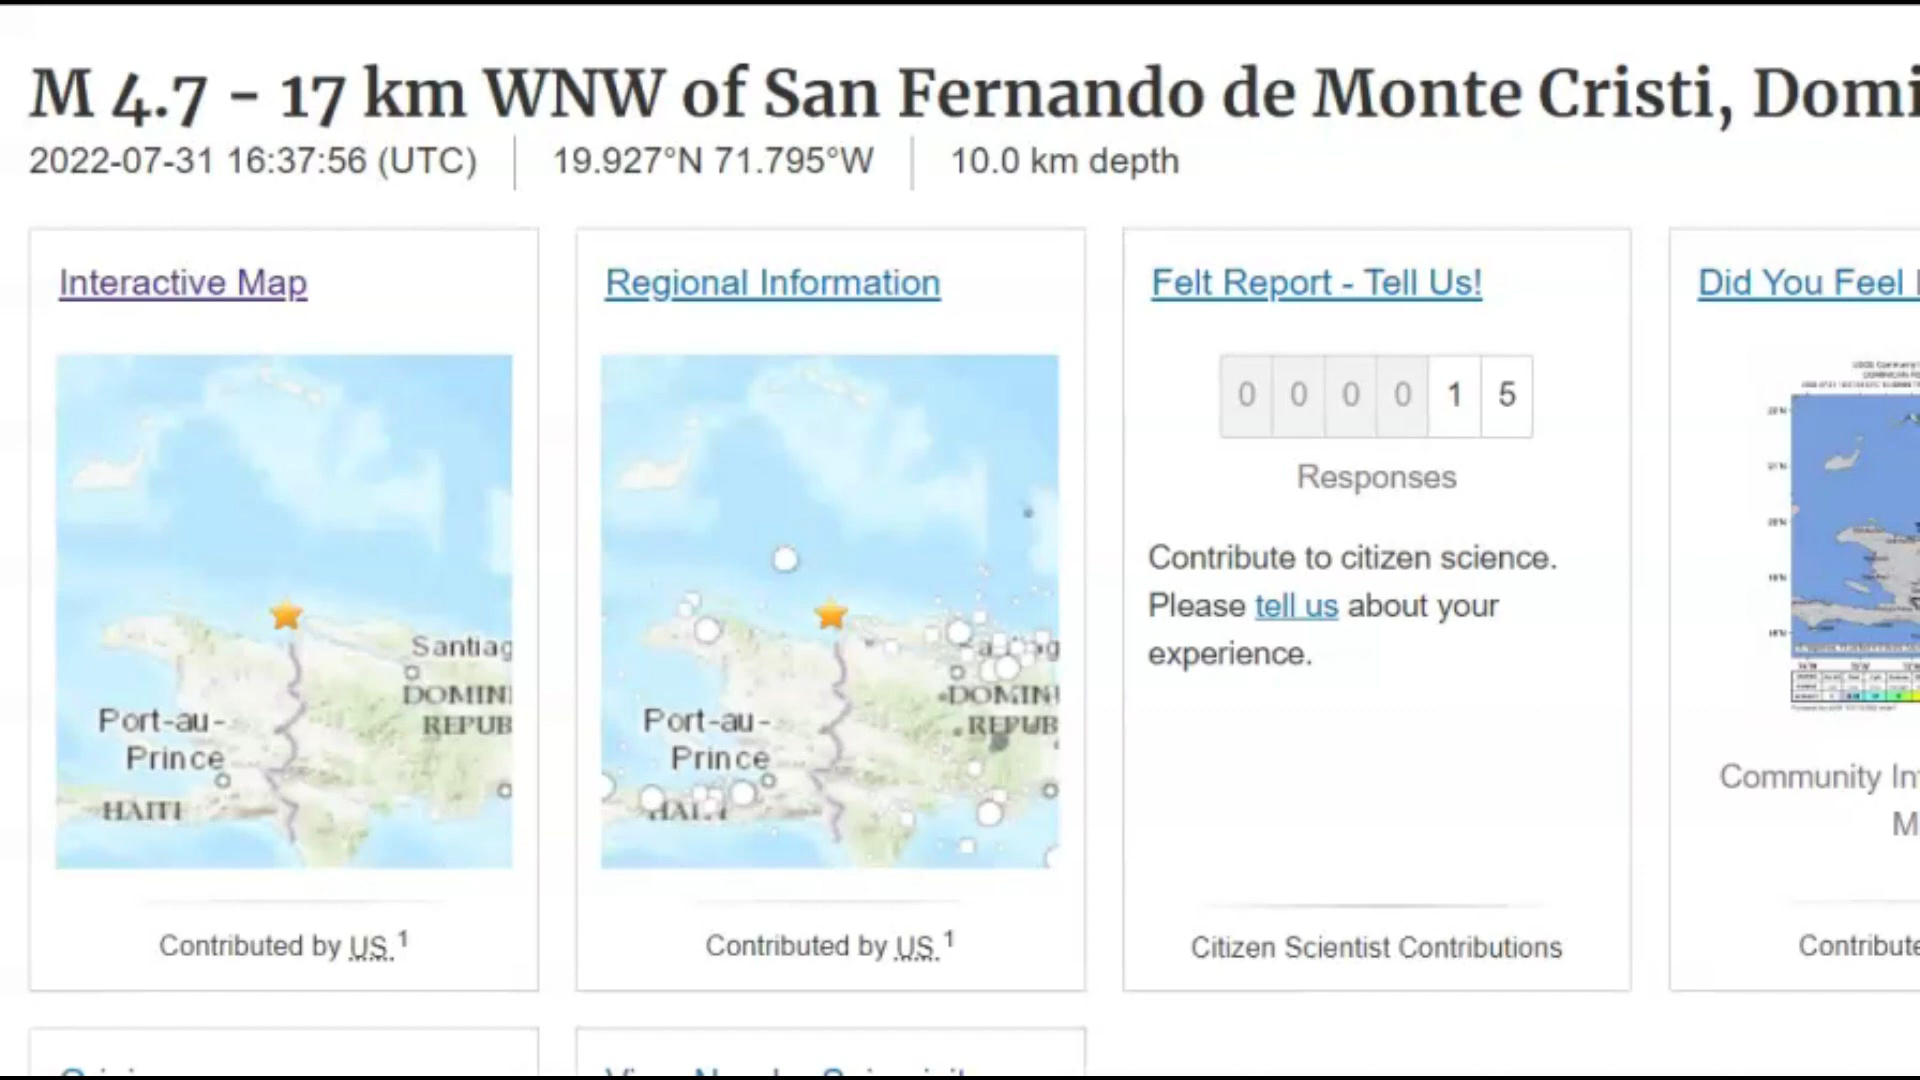 M 4.7 - 17 km WNW of San Fernando de Monte Cristi, Domi
2022-07-31 16:37:56 (UTC) 19.927°N 71.795°W 10.0 km depth
Interactive Map
Santiag
DOMIN
REPUB
Port-au-
Prince
HAITI
Contributed by US 1
Regional Information
DOMIN
REPUB
Port-au-
Prince
Contributed by US 1
Felt Report - Tell Us!
0 0 0 0 1 5
Responses
Contribute to citizen science.
Please tell us about your
experience.
Citizen Scientist Contributions
Did You Feel
Community In
M
Contribute